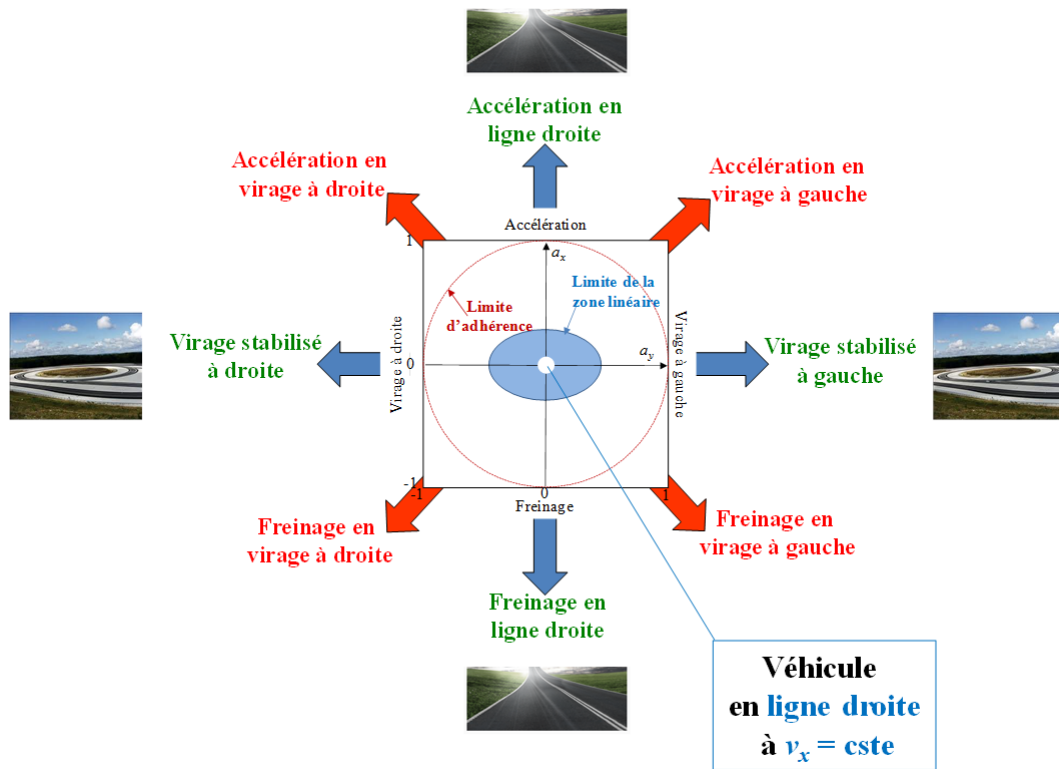 Accélération en
ligne droite
Accélération en
virage à droite
Accélération en
virage à gauche
Accélération
1
a_x
Limite de la
zone linéaire
Limite
d'adhérence
Virage à droite
Virage à gauche
Virage stabilisé
à droite
0
a_y
Virage stabilisé
à gauche
-1
-1
0
1
Freinage
Freinage en
virage à droite
Freinage en
virage à gauche
Freinage en
ligne droite
Véhicule
en ligne droite
à v_x = cste